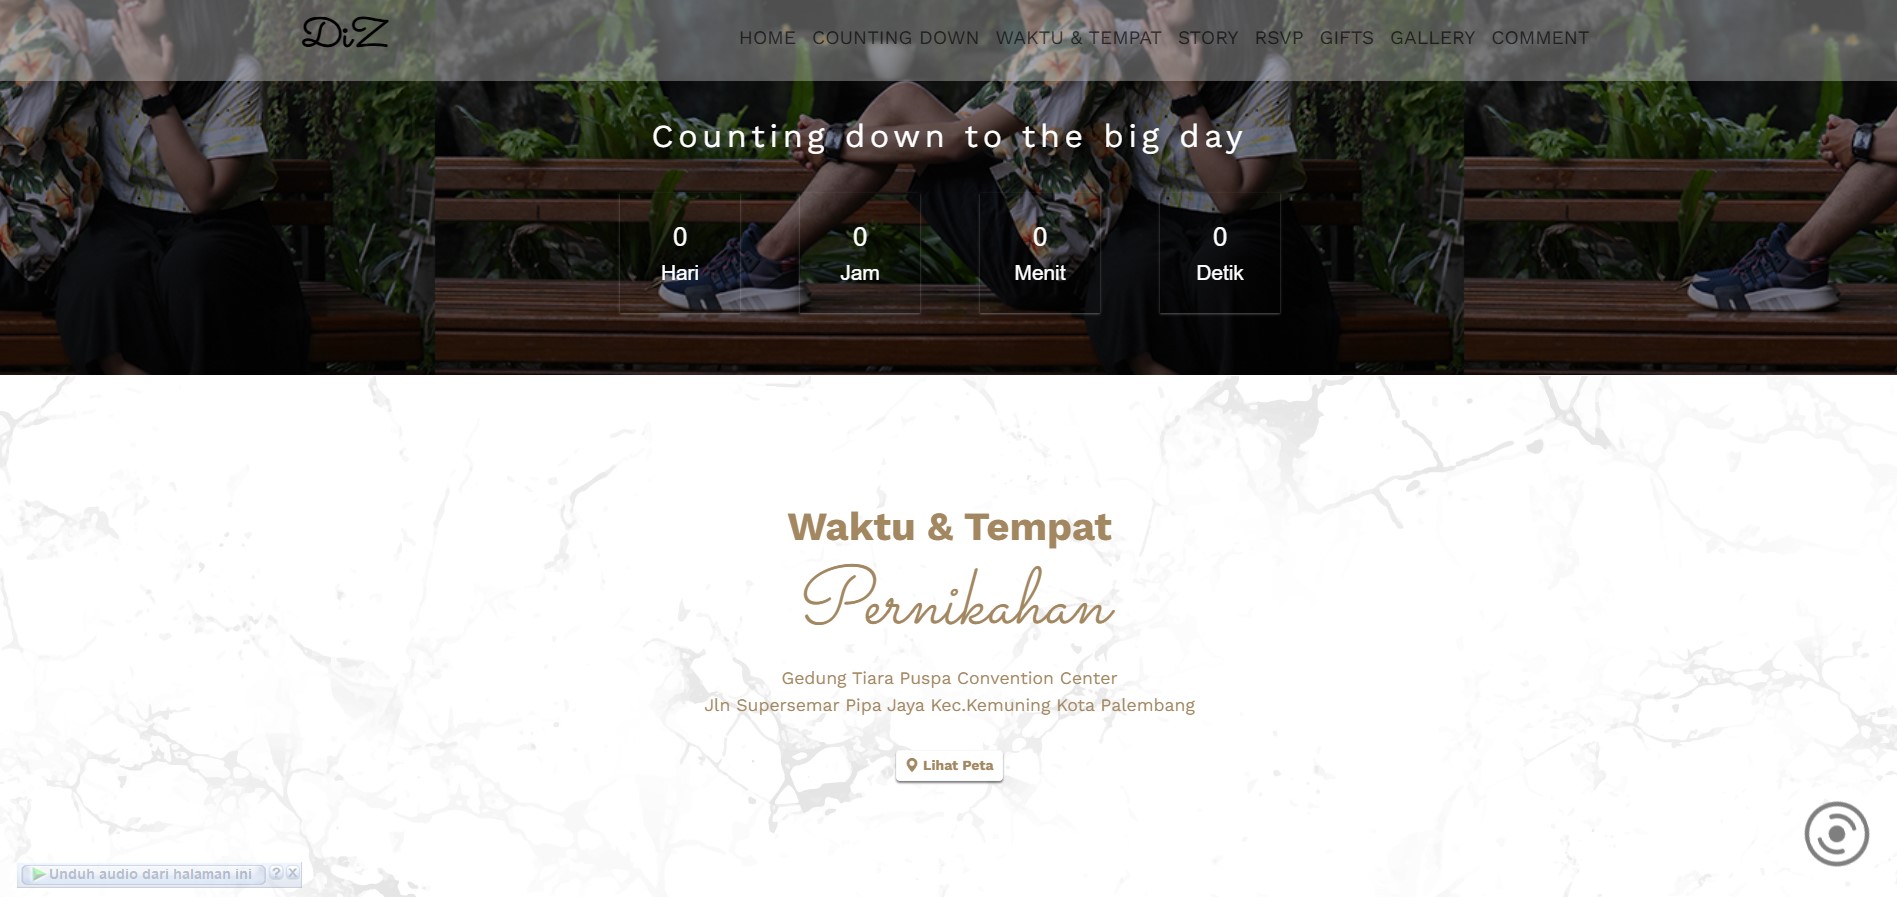 DiZ
HOME COUNTING DOWN WAKTU & TEMPAT STORY RSVP GIFTS GALLERY COMMENT
Counting down to the big day
0 0 0 0
Hari Jam Menit Detik
Waktu & Tempat
Pernikahan
Gedung Tiara Puspa Convention Center
Jln Supersemar Pipa Jaya Kec.Kemuning Kota Palembang
Lihat Peta
Unduh audio dari halaman ini ? X